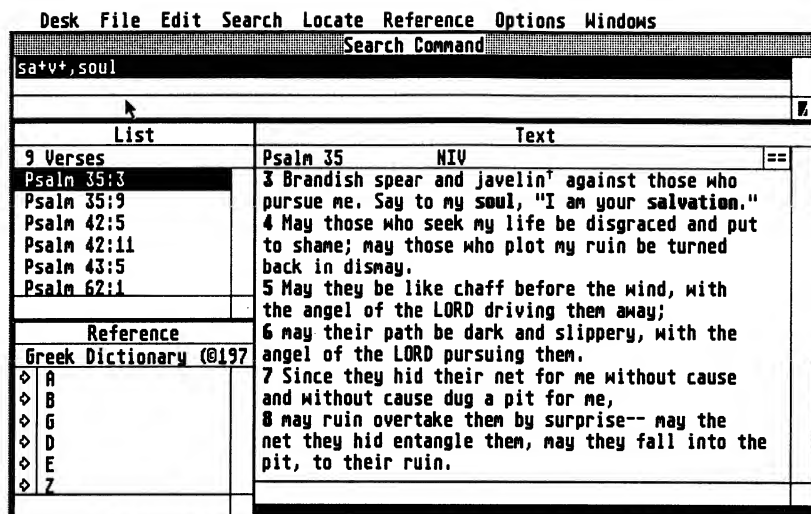 Desk File Edit Search Locate Reference Options Windows
Search Command
sa+v+,soul
List
9 Verses
Psalm 35:3
Psalm 35:9
Psalm 42:5
Psalm 42:11
Psalm 43:5
Psalm 62:1
Reference
Greek Dictionary (©197
A
B
G
D
E
Z
Text
Psalm 35 NIV
3 Brandish spear and javelin† against those who
pursue me. Say to my soul, "I am your salvation."
4 May those who seek my life be disgraced and put
to shame; may those who plot my ruin be turned
back in dismay.
5 May they be like chaff before the wind, with
the angel of the LORD driving them away;
6 may their path be dark and slippery, with the
angel of the LORD pursuing them.
7 Since they hid their net for me without cause
and without cause dug a pit for me,
8 may ruin overtake them by surprise-- may the
net they hid entangle them, may they fall into the
pit, to their ruin.